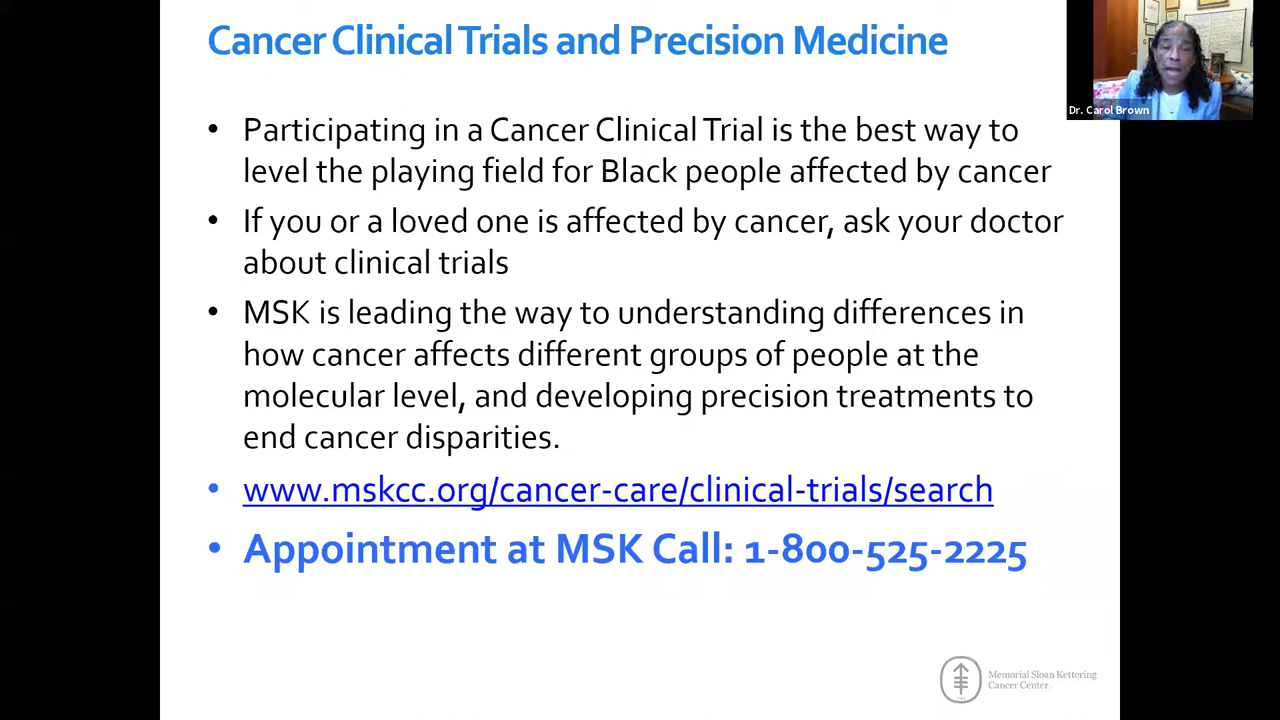 Cancer Clinical Trials and Precision Medicine
Dr. Carol Brown
• Participating in a Cancer Clinical Trial is the best way to
level the playing field for Black people affected by cancer
• If you or a loved one is affected by cancer, ask your doctor
about clinical trials
• MSK is leading the way to understanding differences in
how cancer affects different groups of people at the
molecular level, and developing precision treatments to
end cancer disparities.
• www.mskcc.org/cancer-care/clinical-trials/search
• Appointment at MSK Call: 1-800-525-2225
Memorial Sloan Kettering
Cancer Center